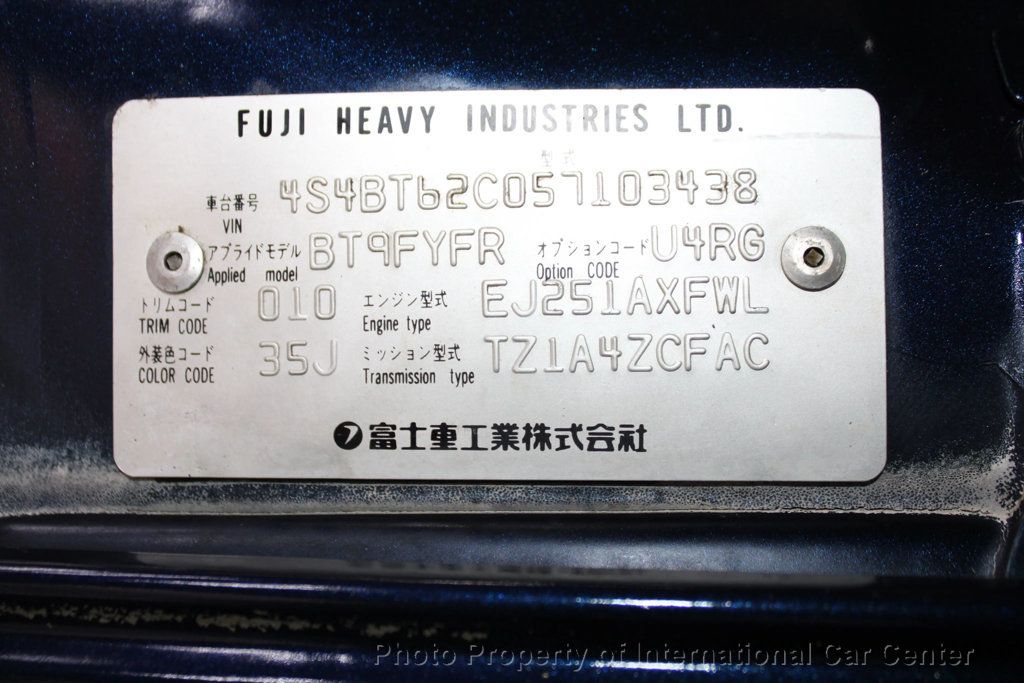 FUJI HEAVY INDUSTRIES LTD.
型式
車台番号 VIN 4S4BT62C057103438
アプライドモデル Applied model BT9FYFR オプションコード Option CODE U4RG
トリムコード TRIM CODE 010 エンジン型式 Engine type EJ251AXFWL
外装色コード COLOR CODE 35J ミッション型式 Transmission type TZ1A4ZCFAC
富士重工業株式会社
Photo Property of International Car Center